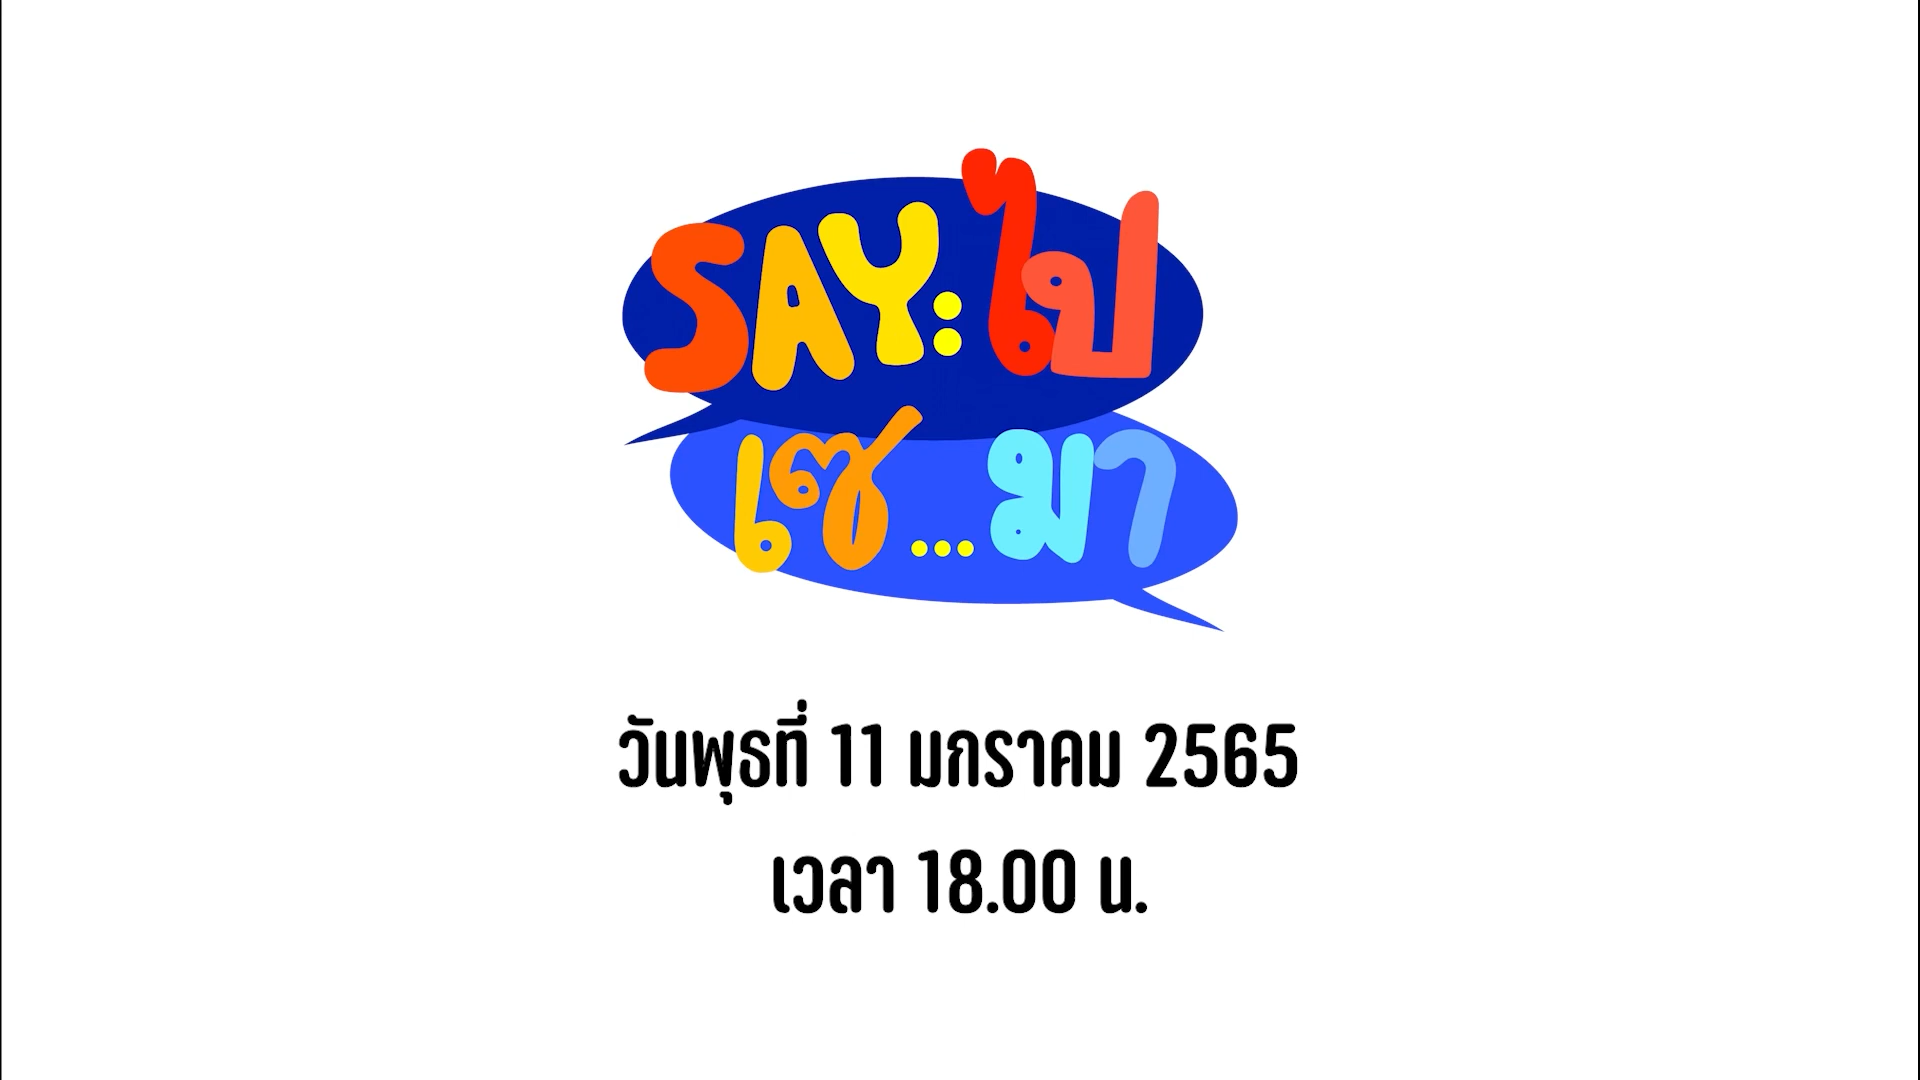 SAY: ไป
เซ...มา
วันพุธที่ 11 มกราคม 2565
เวลา 18.00 น.